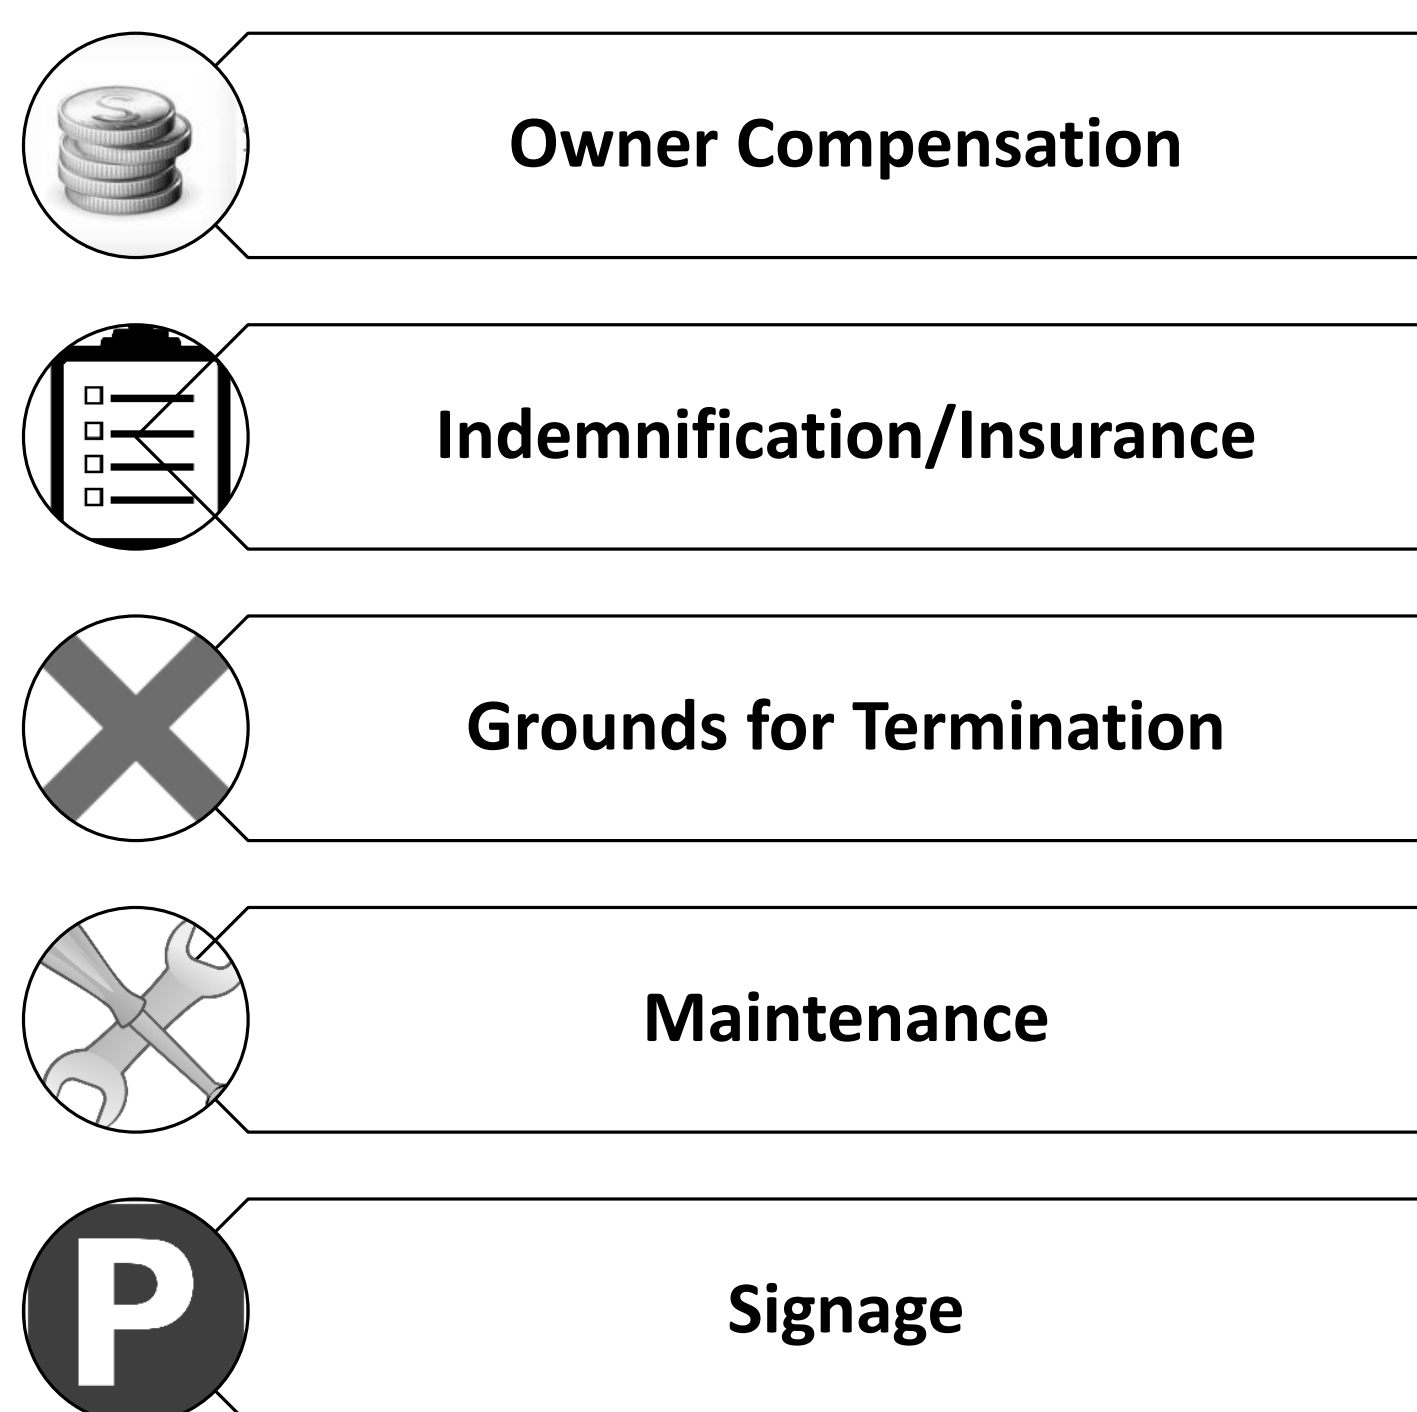 Owner Compensation
Indemnification/Insurance
Grounds for Termination
Maintenance
P
Signage